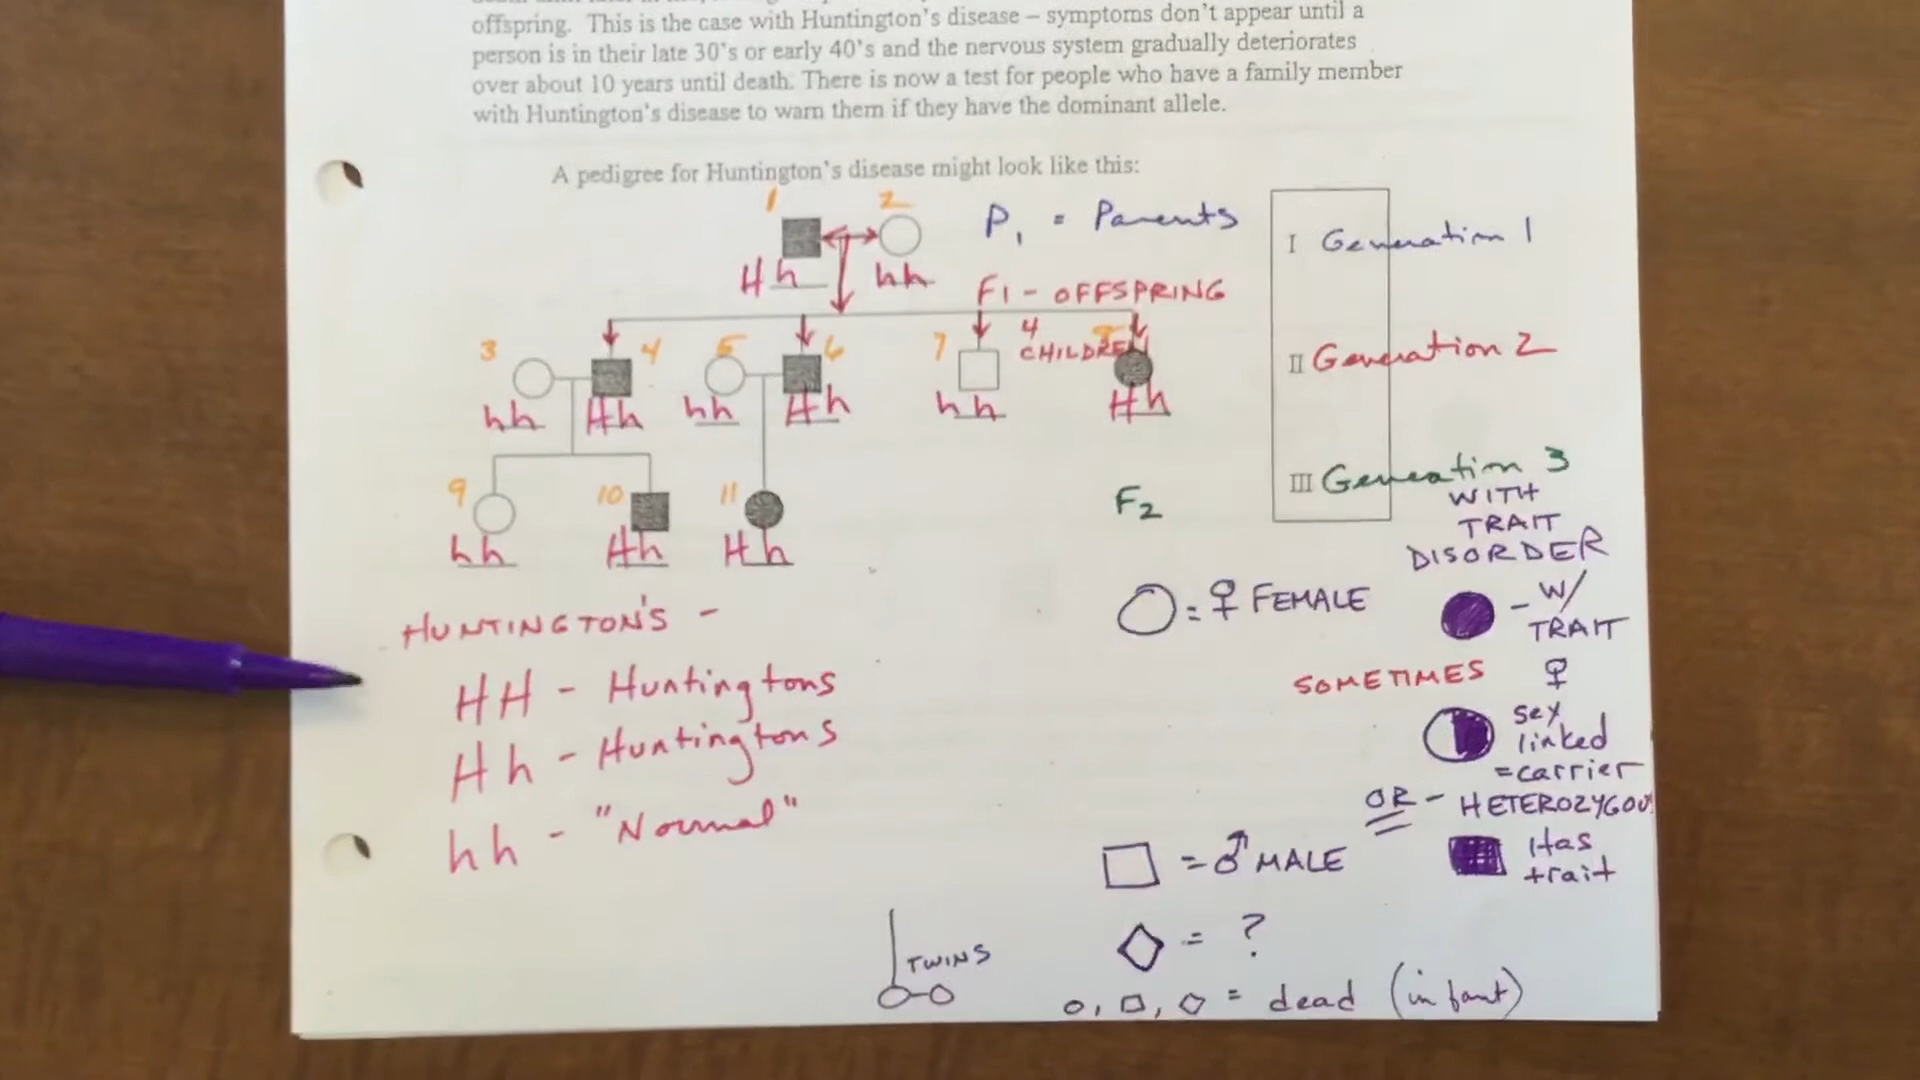 offspring. This is the case with Huntington's disease – symptoms don't appear until a
person is in their late 30's or early 40's and the nervous system gradually deteriorates
over about 10 years until death. There is now a test for people who have a family member
with Huntington's disease to warn them if they have the dominant allele.
A pedigree for Huntington's disease might look like this:
1 2
P1 = Parents
I Generation 1
Hh hh
F1 - OFFSPRING
3 4 5 6 7
4
CHILDREN
II Generation 2
hh Hh hh Hh hh Hh
III Generation 3
9 10 11
F2
hh Hh Hh
WITH
TRAIT
DISORDER
HUNTINGTON'S -
HH - Huntingtons
Hh - Huntingtons
hh - "Normal"
= ♀ FEMALE
- W/
TRAIT
SOMETIMES ♀
sex
linked
= carrier
OR - HETEROZYGOU
= ♂ MALE
Has
trait
= ?
TWINS
= dead (infant)